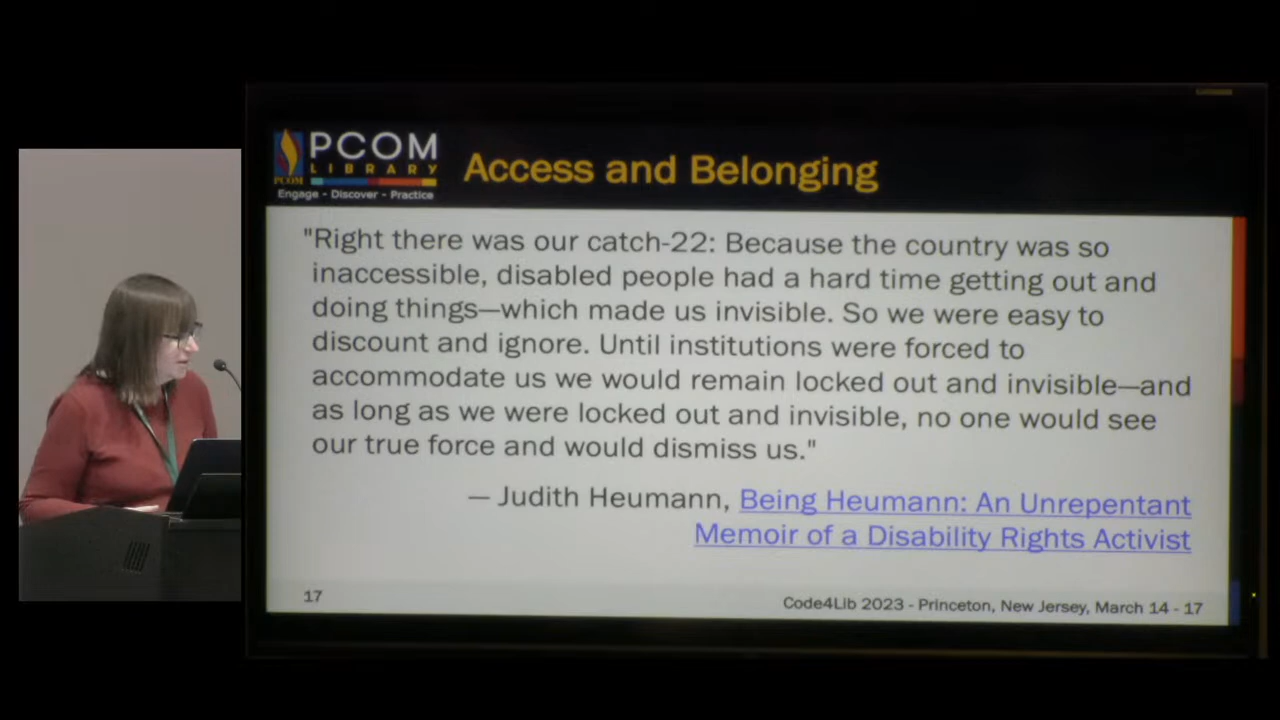 PCOM
LIBRARY
PCOM
Engage - Discover - Practice
Access and Belonging
"Right there was our catch-22: Because the country was so
inaccessible, disabled people had a hard time getting out and
doing things—which made us invisible. So we were easy to
discount and ignore. Until institutions were forced to
accommodate us we would remain locked out and invisible—and
as long as we were locked out and invisible, no one would see
our true force and would dismiss us."
— Judith Heumann, Being Heumann: An Unrepentant
Memoir of a Disability Rights Activist
17
Code4Lib 2023 - Princeton, New Jersey, March 14 - 17